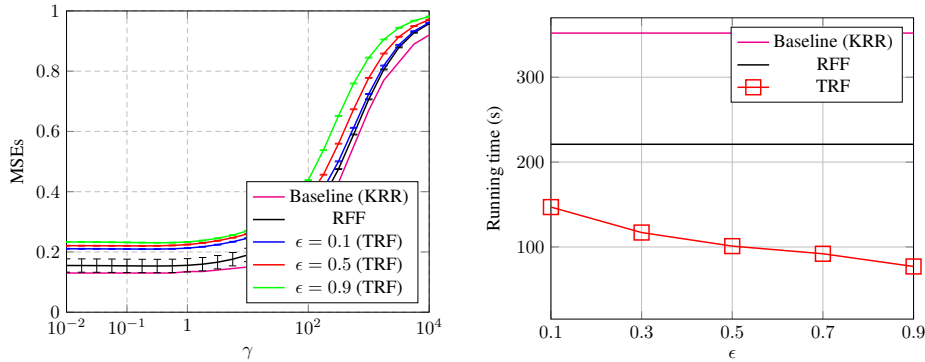 1
0.8
0.6
0.4
0.2
0
MSEs
10^−2
10^−1
1
10^2
10^3
10^4
γ
Baseline (KRR)
RFF
ϵ = 0.1 (TRF)
ϵ = 0.5 (TRF)
ϵ = 0.9 (TRF)
300
200
100
Running time (s)
0.1
0.3
0.5
0.7
0.9
ϵ
Baseline (KRR)
RFF
TRF